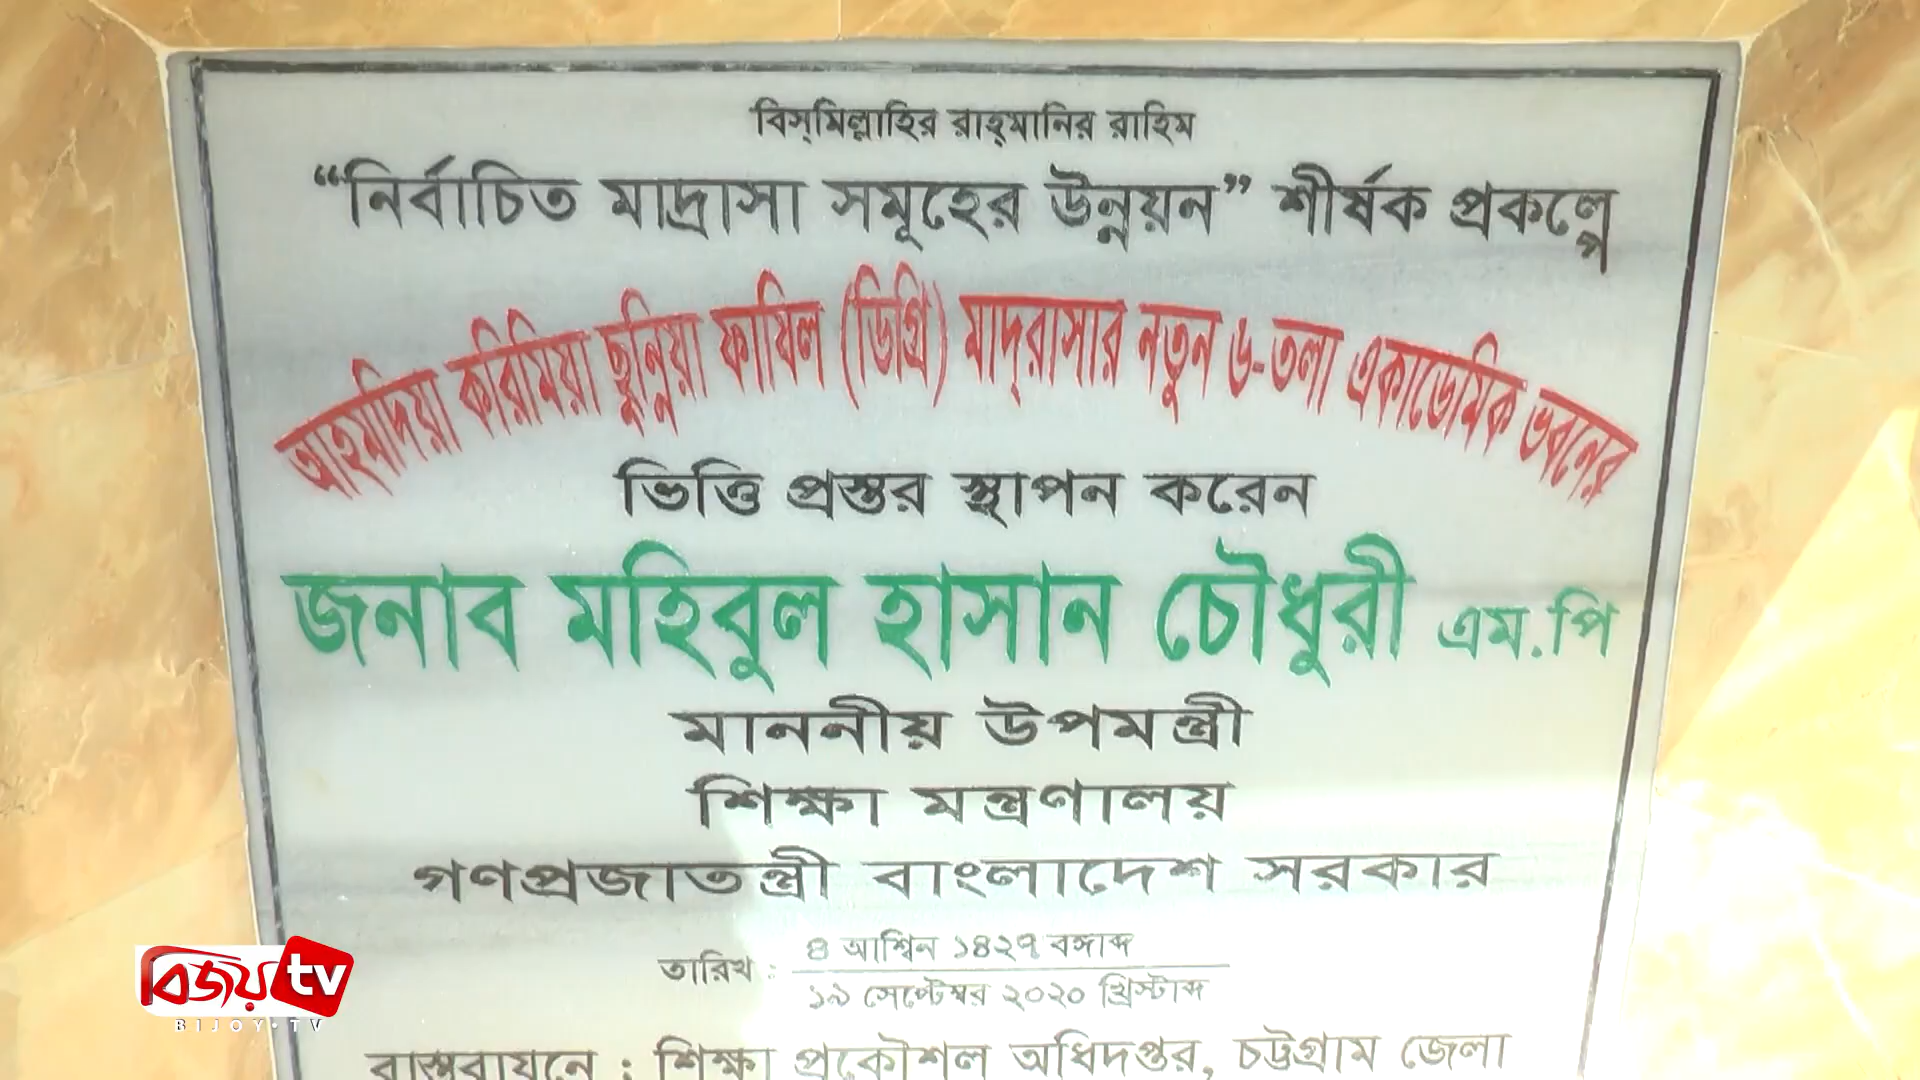 বিস্‌মিল্লাহির রাহ্‌মানির রাহিম
“নির্বাচিত মাদ্রাসা সমূহের উন্নয়ন” শীর্ষক প্রকল্পে
আহমাদিয়া করিমিয়া ছুন্নিয়া ফাযিল (ডিগ্রি) মাদ্‌রাসার নতুন ৬-তলা একাডেমিক ভবনের
ভিত্তি প্রস্তর স্থাপন করেন
জনাব মহিবুল হাসান চৌধুরী এম.পি
মাননীয় উপমন্ত্রী
শিক্ষা মন্ত্রণালয়
গণপ্রজাতন্ত্রী বাংলাদেশ সরকার
তারিখ : ৪ আশ্বিন ১৪২৭ বঙ্গাব্দ
১৯ সেপ্টেম্বর ২০২০ খ্রিস্টাব্দ
বাস্তবায়নে : শিক্ষা প্রকৌশল অধিদপ্তর, চট্টগ্রাম জেলা
বিজয় tv
BIJOY TV